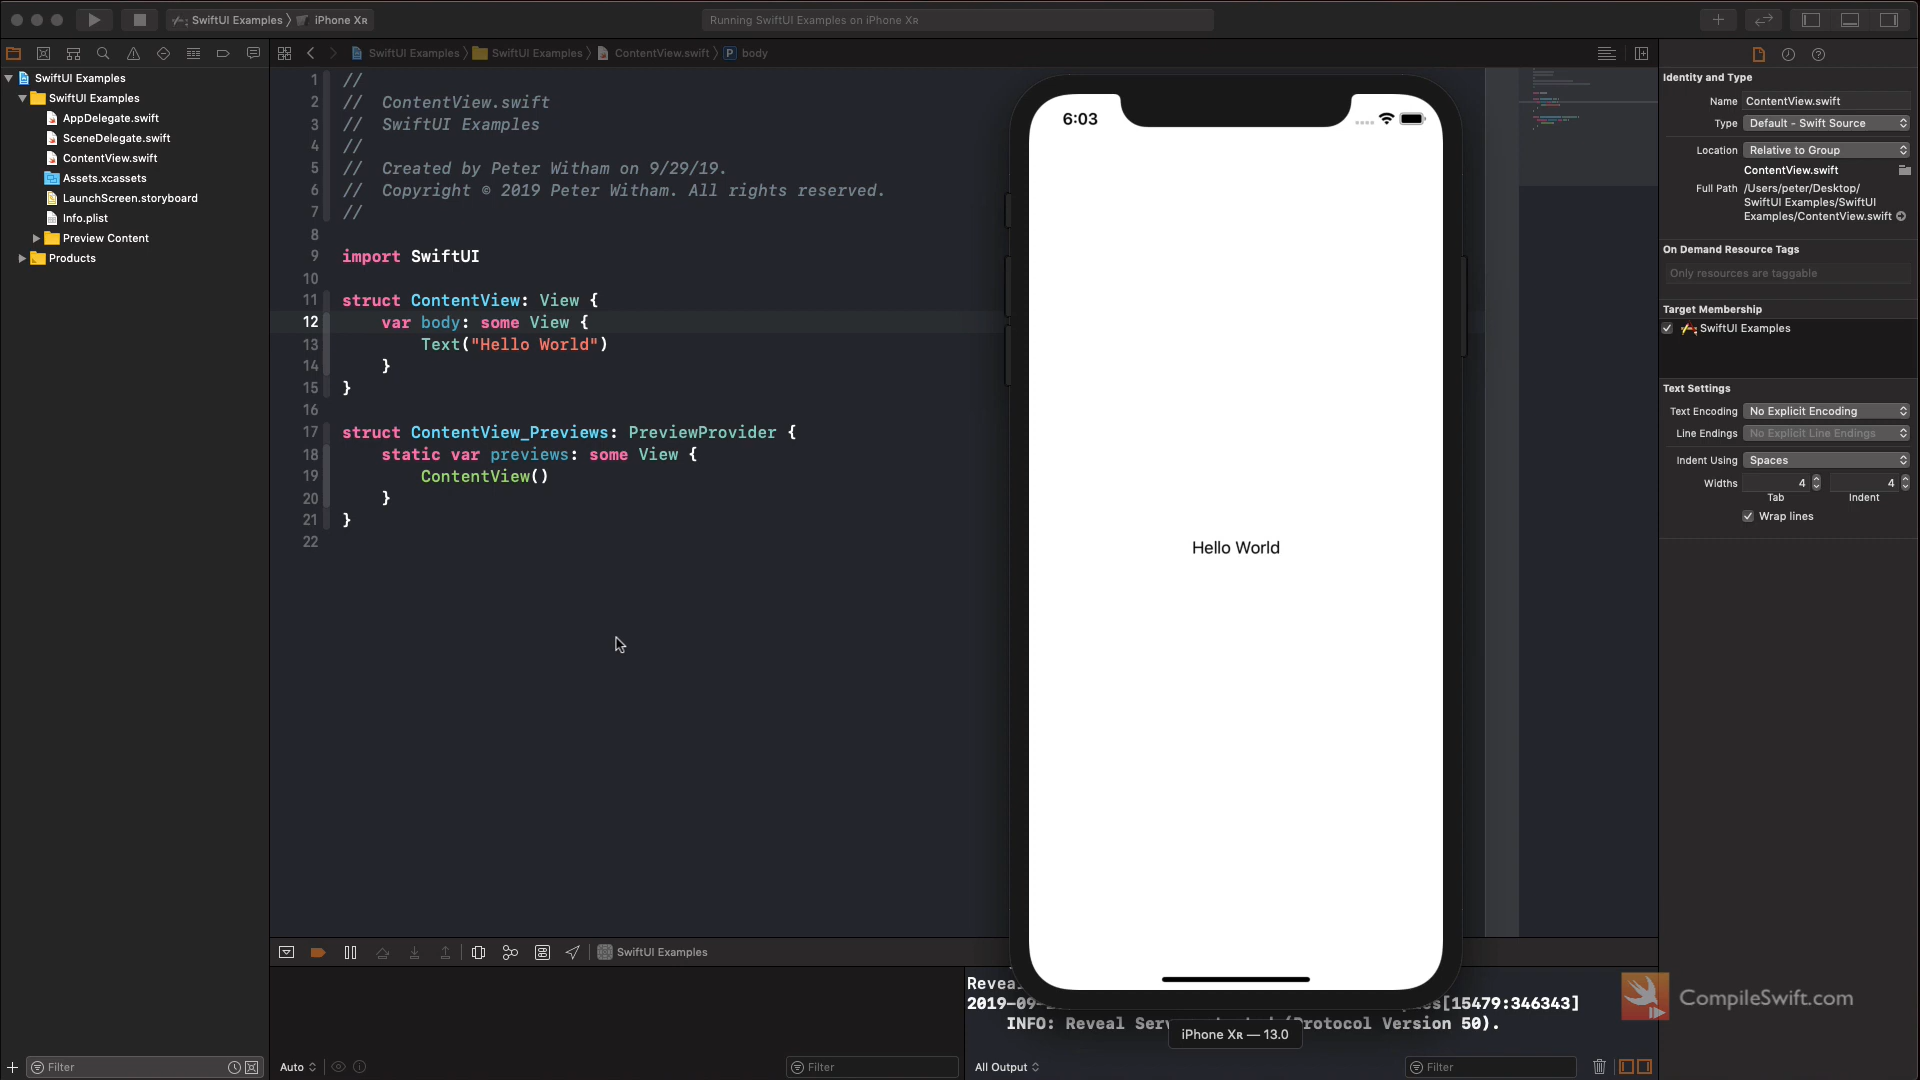 SwiftUI Examples
iPhone Xʀ
Running SwiftUI Examples on iPhone Xʀ
SwiftUI Examples
SwiftUI Examples
ContentView.swift
P body
SwiftUI Examples
SwiftUI Examples
AppDelegate.swift
SceneDelegate.swift
ContentView.swift
Assets.xcassets
LaunchScreen.storyboard
Info.plist
Preview Content
Products
1 //
2 //  ContentView.swift
3 //  SwiftUI Examples
4 //
5 //  Created by Peter Witham on 9/29/19.
6 //  Copyright © 2019 Peter Witham. All rights reserved.
7 //
8
9 import SwiftUI
10
11 struct ContentView: View {
12     var body: some View {
13         Text("Hello World")
14     }
15 }
16
17 struct ContentView_Previews: PreviewProvider {
18     static var previews: some View {
19         ContentView()
20     }
21 }
22
6:03
Hello World
iPhone Xʀ — 13.0
Identity and Type
Name ContentView.swift
Type Default - Swift Source
Location Relative to Group
ContentView.swift
Full Path /Users/peter/Desktop/
SwiftUI Examples/SwiftUI
Examples/ContentView.swift
On Demand Resource Tags
Only resources are taggable
Target Membership
SwiftUI Examples
Text Settings
Text Encoding No Explicit Encoding
Line Endings No Explicit Line Endings
Indent Using Spaces
Widths 4 4
Tab Indent
Wrap lines
SwiftUI Examples
[15479:346343]
INFO: Reveal Protocol Version 50).
CompileSwift.com
Filter
Auto
Filter
All Output
Filter